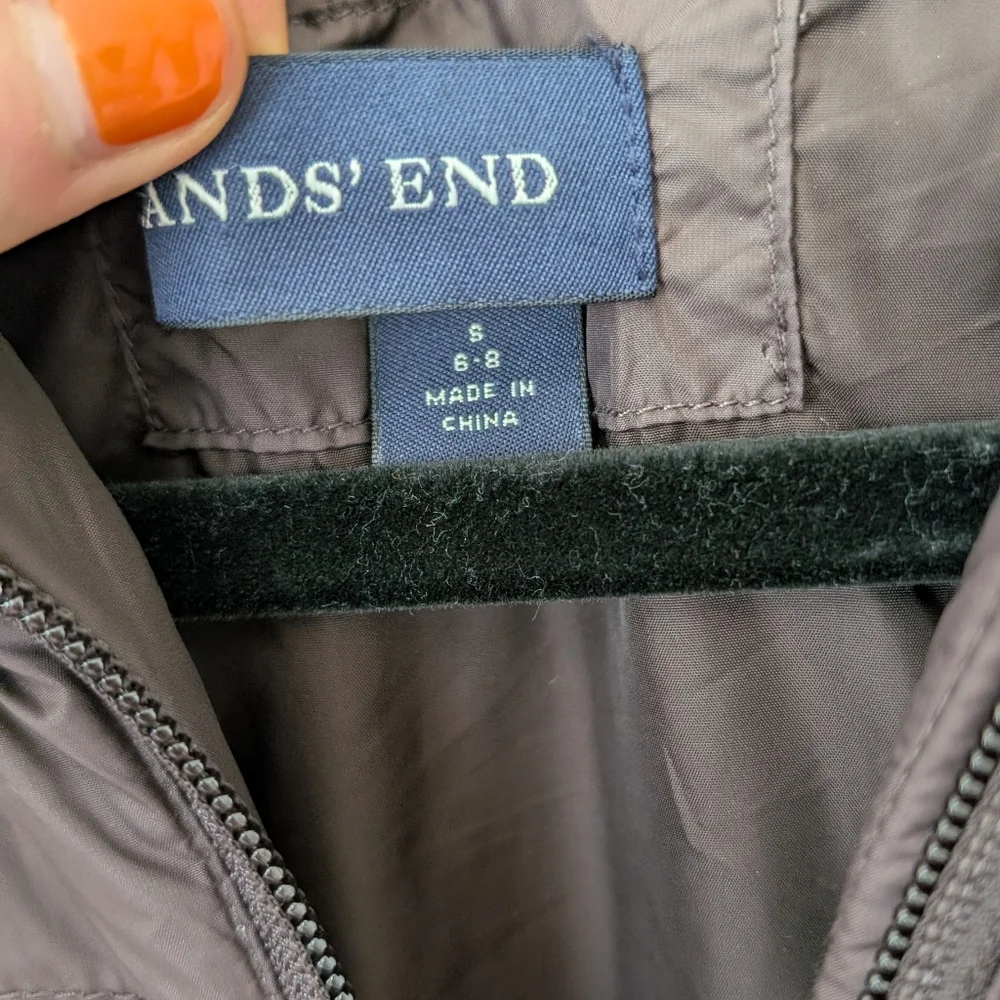 ANDS' END
S
6-8
MADE IN
CHINA